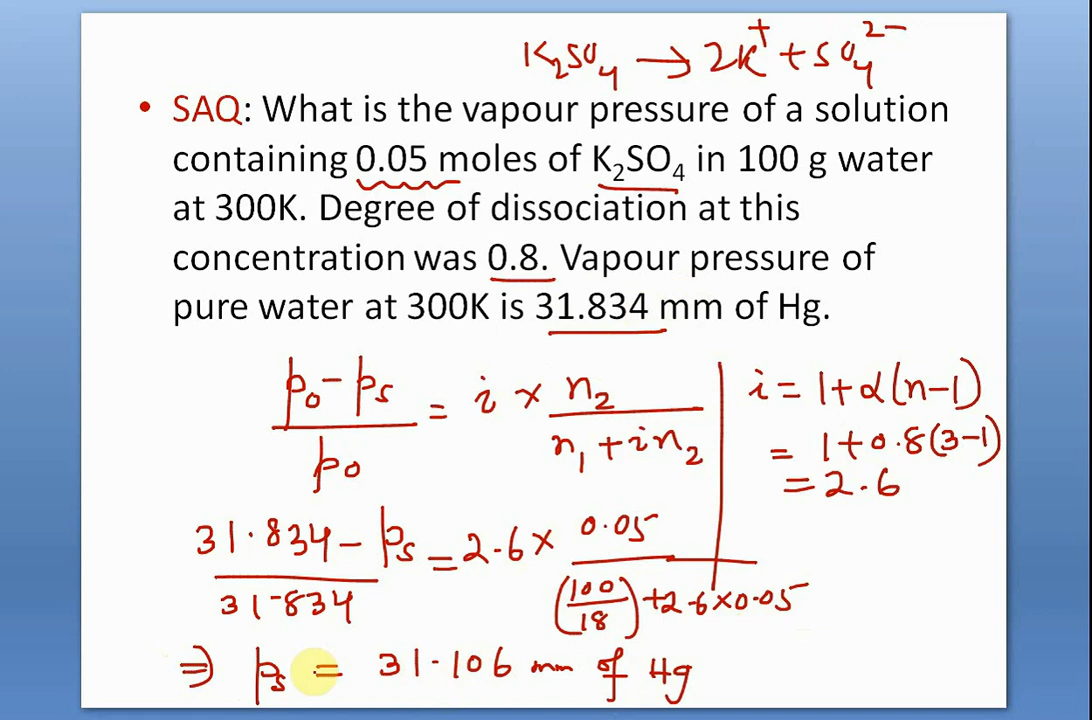 K₂SO₄ → 2K⁺ + SO₄²⁻
• SAQ: What is the vapour pressure of a solution
containing 0.05 moles of K₂SO₄ in 100 g water
at 300K. Degree of dissociation at this
concentration was 0.8. Vapour pressure of
pure water at 300K is 31.834 mm of Hg.
(p₀ − pₛ) / p₀ = i × n₂ / (n₁ + in₂)
i = 1 + α(n−1)
= 1 + 0.8(3−1)
= 2.6
(31.834 − pₛ) / 31.834 = 2.6 × 0.05 / ((100/18) + 2.6 × 0.05)
⇒ pₛ = 31.106 mm of Hg